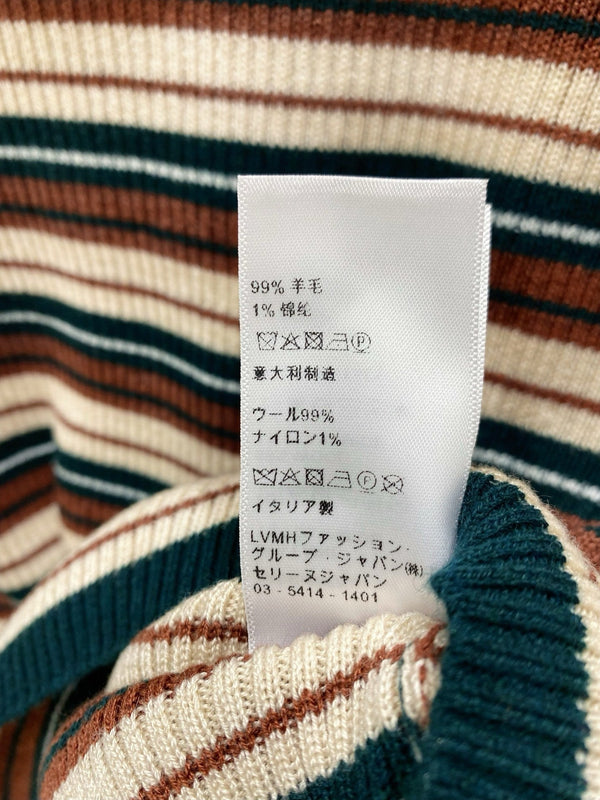 99% 羊毛
1% 锦纶
意大利制造
ウール99%
ナイロン1%
イタリア製
LVMHファッション・
グループ・ジャパン(株)
セリーヌジャパン
03 - 5414 - 1401